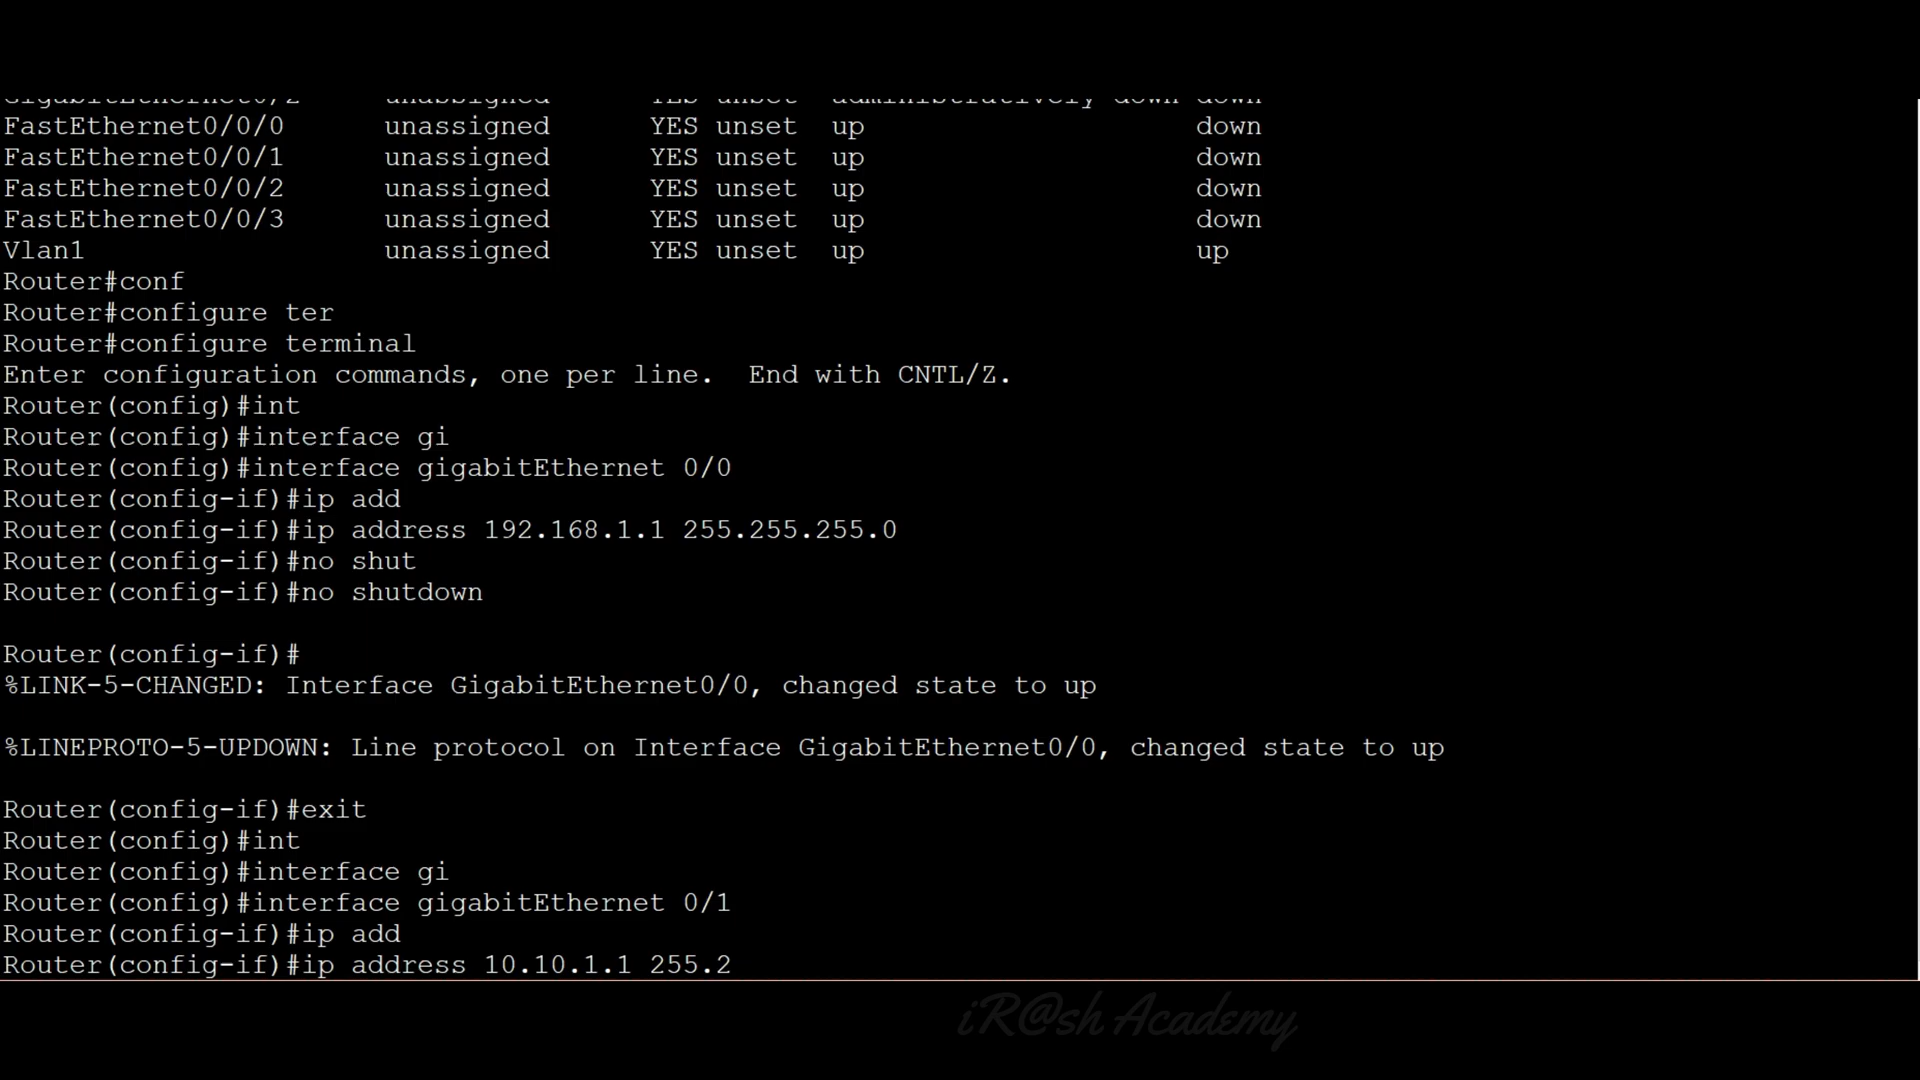 GigabitEthernet0/2     unassigned      YES unset  administratively down down
FastEthernet0/0/0      unassigned      YES unset  up                    down
FastEthernet0/0/1      unassigned      YES unset  up                    down
FastEthernet0/0/2      unassigned      YES unset  up                    down
FastEthernet0/0/3      unassigned      YES unset  up                    down
Vlan1                  unassigned      YES unset  up                    up
Router#conf
Router#configure ter
Router#configure terminal
Enter configuration commands, one per line.  End with CNTL/Z.
Router(config)#int
Router(config)#interface gi
Router(config)#interface gigabitEthernet 0/0
Router(config-if)#ip add
Router(config-if)#ip address 192.168.1.1 255.255.255.0
Router(config-if)#no shut
Router(config-if)#no shutdown
Router(config-if)#
%LINK-5-CHANGED: Interface GigabitEthernet0/0, changed state to up
%LINEPROTO-5-UPDOWN: Line protocol on Interface GigabitEthernet0/0, changed state to up
Router(config-if)#exit
Router(config)#int
Router(config)#interface gi
Router(config)#interface gigabitEthernet 0/1
Router(config-if)#ip add
Router(config-if)#ip address 10.10.1.1 255.2
iR@sh Academy